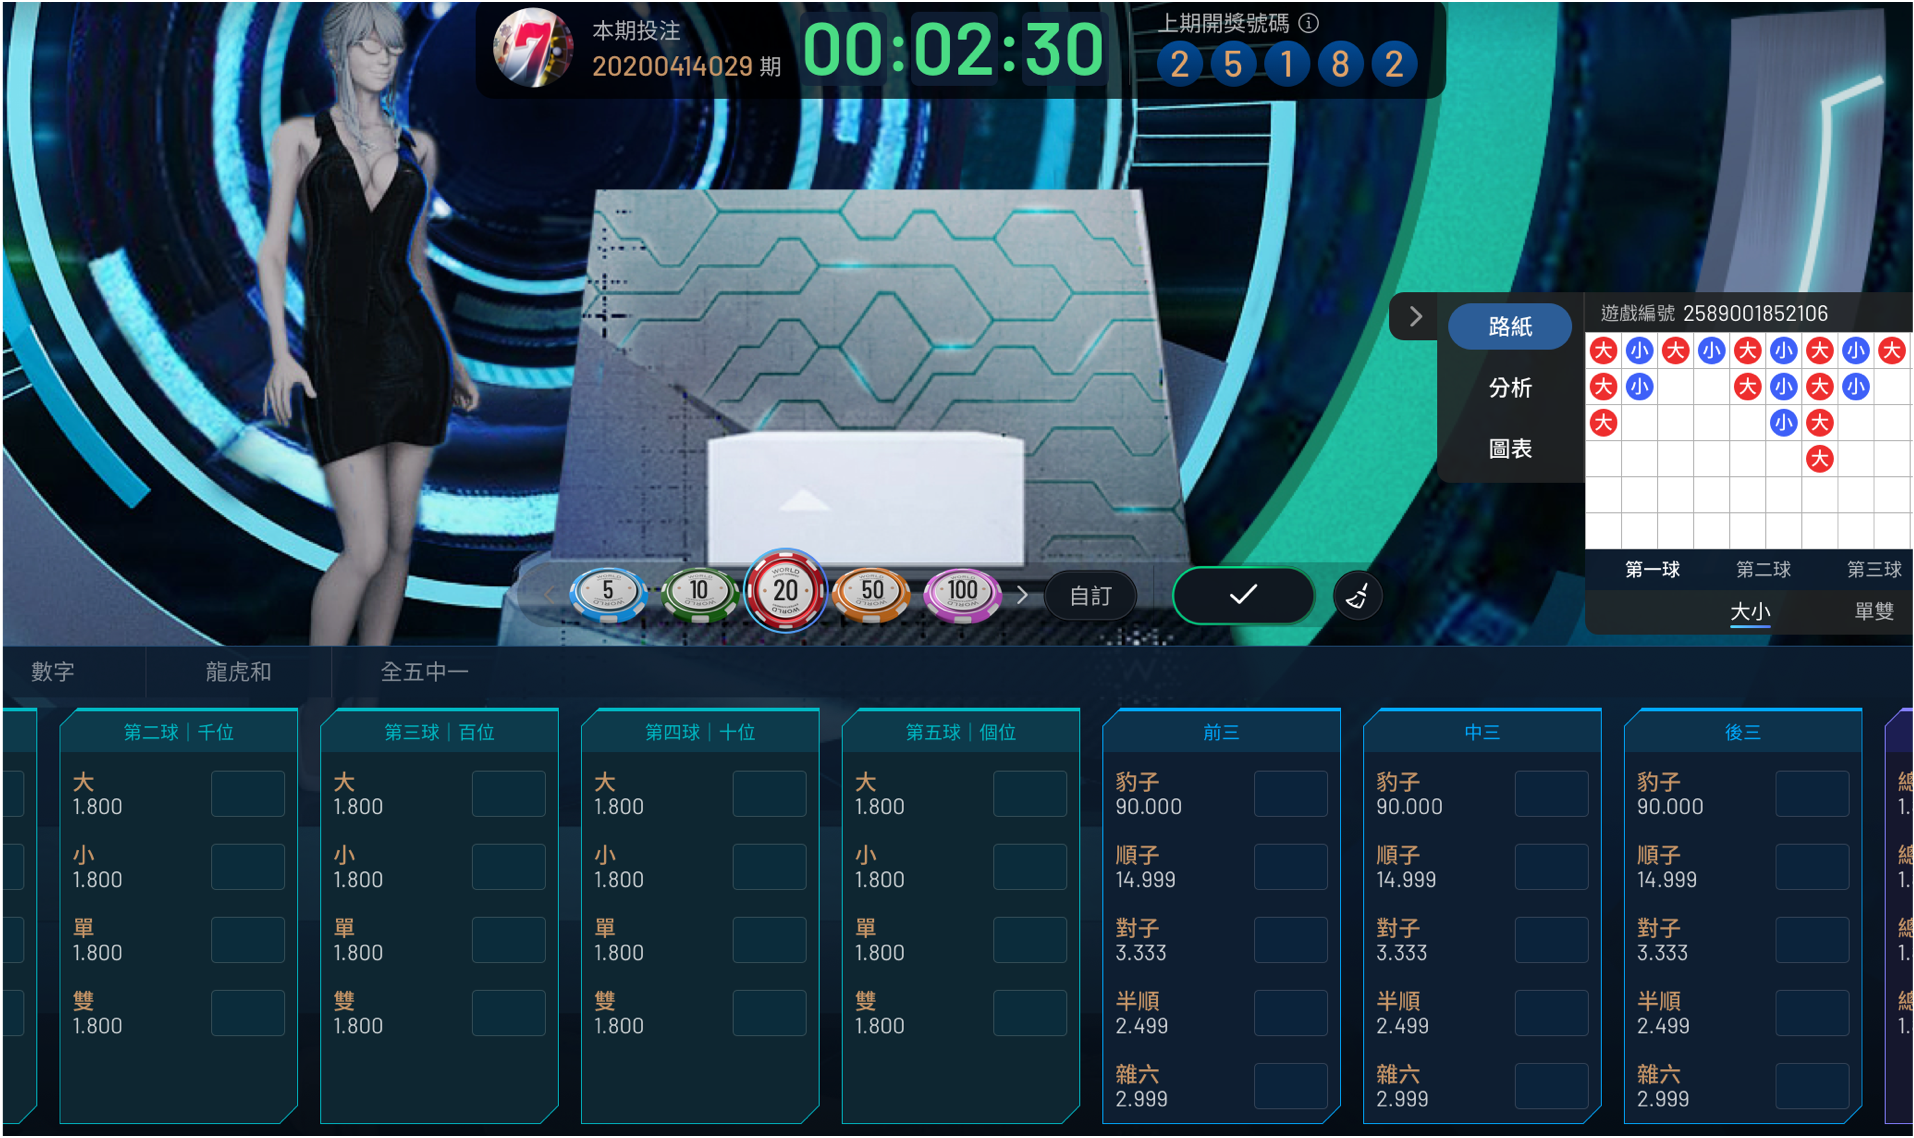 本期投注
20200414029 期
00:02:30
上期開獎號碼
2 5 1 8 2
路紙
分析
圖表
遊戲編號 2589001852106
大 小 大 小 大 小 大 小 大
大 小 大 小 大 小
大 小 大
大
第一球 第二球 第三球
大小 單雙
5 10 20 50 100
自訂
數字 龍虎和 全五中一
第二球｜千位
大
1.800
小
1.800
單
1.800
雙
1.800
第三球｜百位
大
1.800
小
1.800
單
1.800
雙
1.800
第四球｜十位
大
1.800
小
1.800
單
1.800
雙
1.800
第五球｜個位
大
1.800
小
1.800
單
1.800
雙
1.800
前三
豹子
90.000
順子
14.999
對子
3.333
半順
2.499
雜六
2.999
中三
豹子
90.000
順子
14.999
對子
3.333
半順
2.499
雜六
2.999
後三
豹子
90.000
順子
14.999
對子
3.333
半順
2.499
雜六
2.999